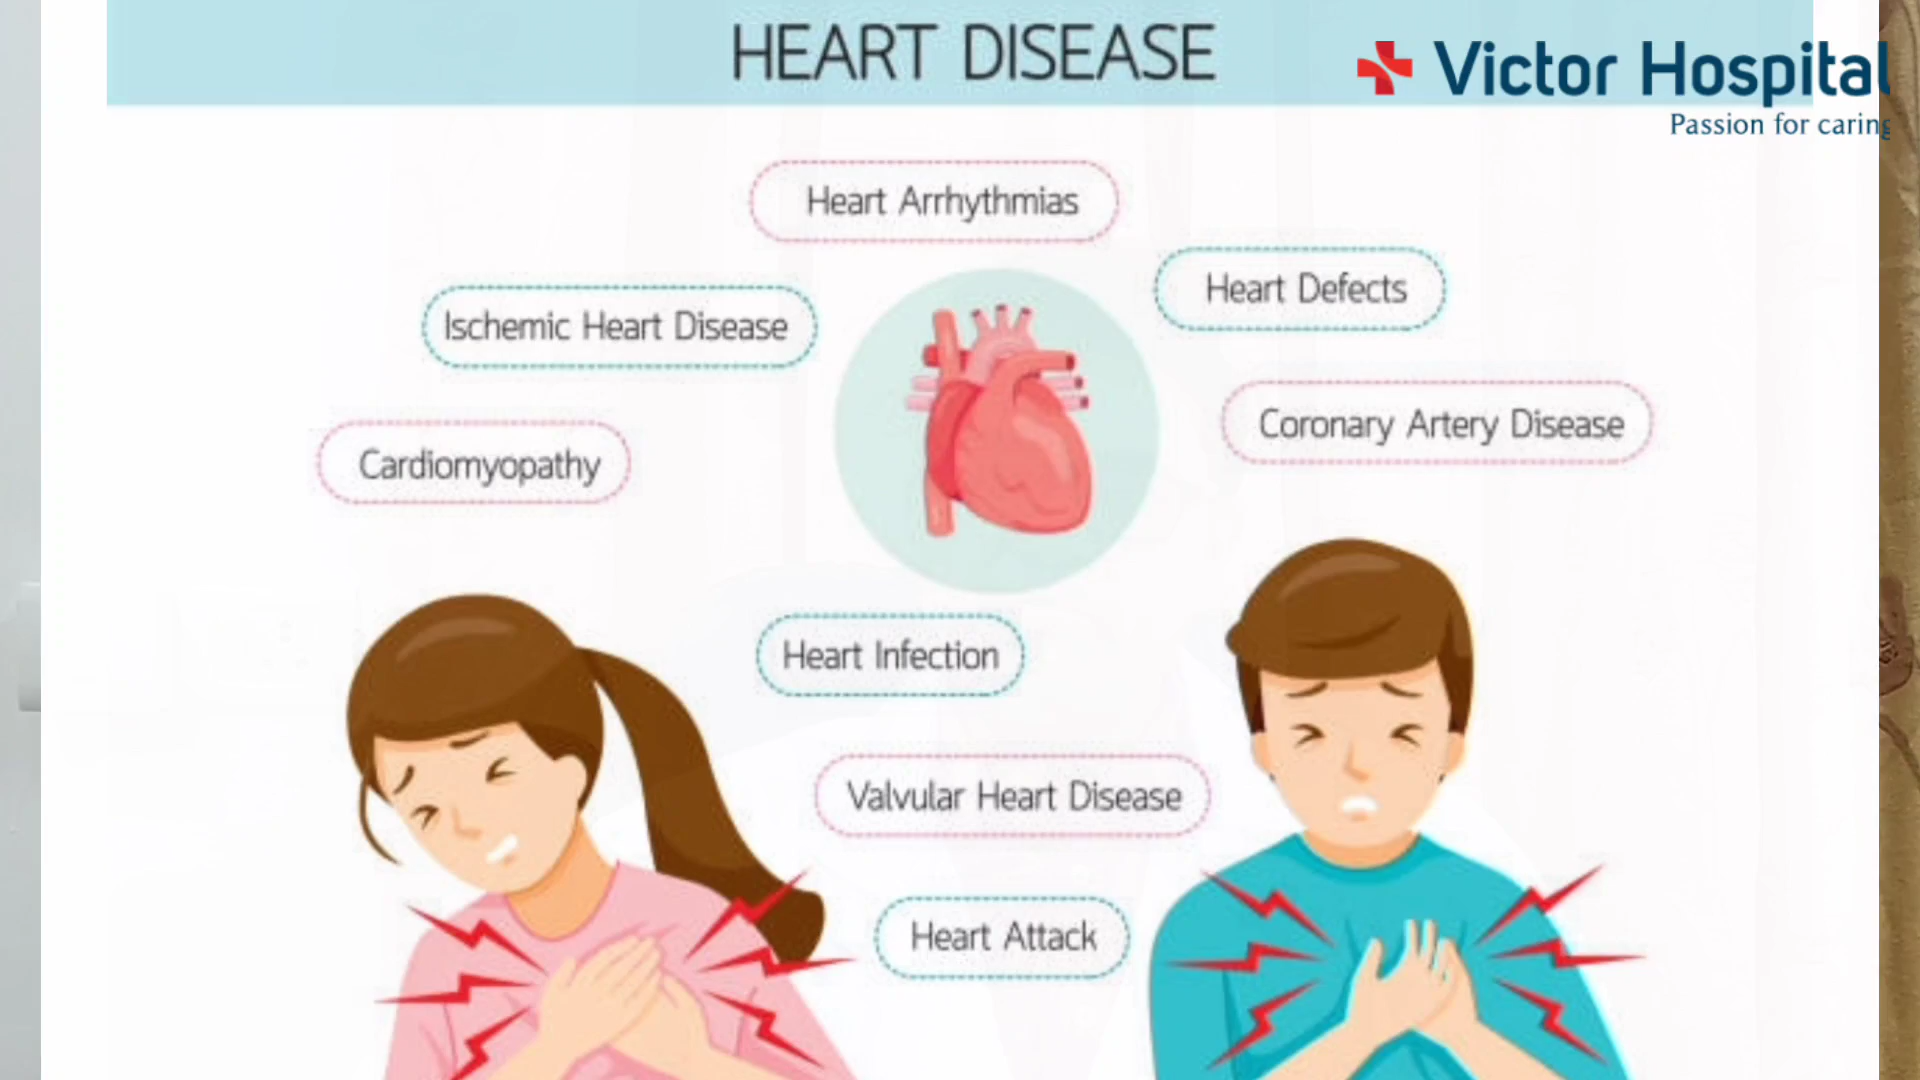 HEART DISEASE
Victor Hospital
Passion for caring
Heart Arrhythmias
Heart Defects
Ischemic Heart Disease
Coronary Artery Disease
Cardiomyopathy
Heart Infection
Valvular Heart Disease
Heart Attack